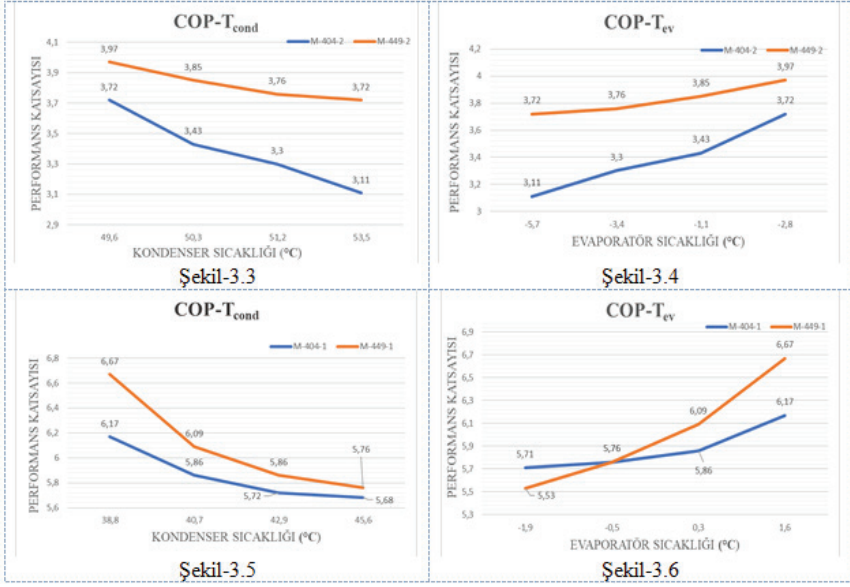 COP-Tcond
M-404-2 M-449-2
PERFORMANS KATSAYISI
4,1
3,9
3,7
3,5
3,3
3,1
2,9
3,97
3,85
3,76
3,72
3,72
3,43
3,3
3,11
49,6 50,3 51,2 53,5
KONDENSER SICAKLIĞI (°C)
Şekil-3.3
COP-Tev
M-404-2 M-449-2
PERFORMANS KATSAYISI
4,2
4
3,8
3,6
3,4
3,2
3
3,72
3,76
3,85
3,97
3,11
3,3
3,43
3,72
-5,7 -3,4 -1,1 -2,8
EVAPORATÖR SICAKLIĞI (°C)
Şekil-3.4
COP-Tcond
M-404-1 M-449-1
PERFORMANS KATSAYISI
6,8
6,6
6,4
6,2
6
5,8
5,6
6,67
6,09
5,86
5,76
6,17
5,86
5,72
5,68
38,8 40,7 42,9 45,6
KONDENSER SICAKLIĞI (°C)
Şekil-3.5
COP-Tev
M-404-1 M-449-1
PERFORMANS KATSAYISI
6,9
6,7
6,5
6,3
6,1
5,9
5,7
5,5
5,3
6,67
6,09
6,17
5,71
5,76
5,86
5,53
-1,9 -0,5 0,3 1,6
EVAPORATÖR SICAKLIĞI (°C)
Şekil-3.6